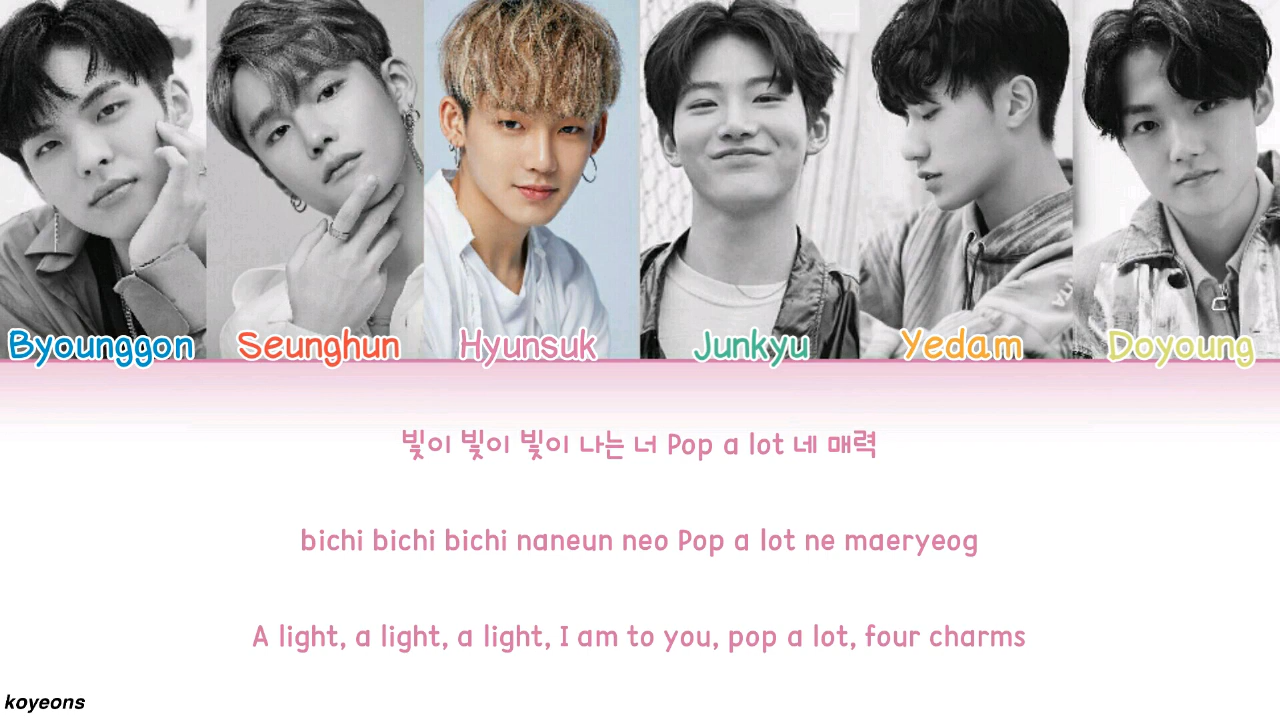 Byounggon Seunghun Hyunsuk Junkyu Yedam Doyoung
빛이 빛이 빛이 나는 너 Pop a lot 네 매력
bichi bichi bichi naneun neo Pop a lot ne maeryeog
A light, a light, a light, I am to you, pop a lot, four charms
koyeons